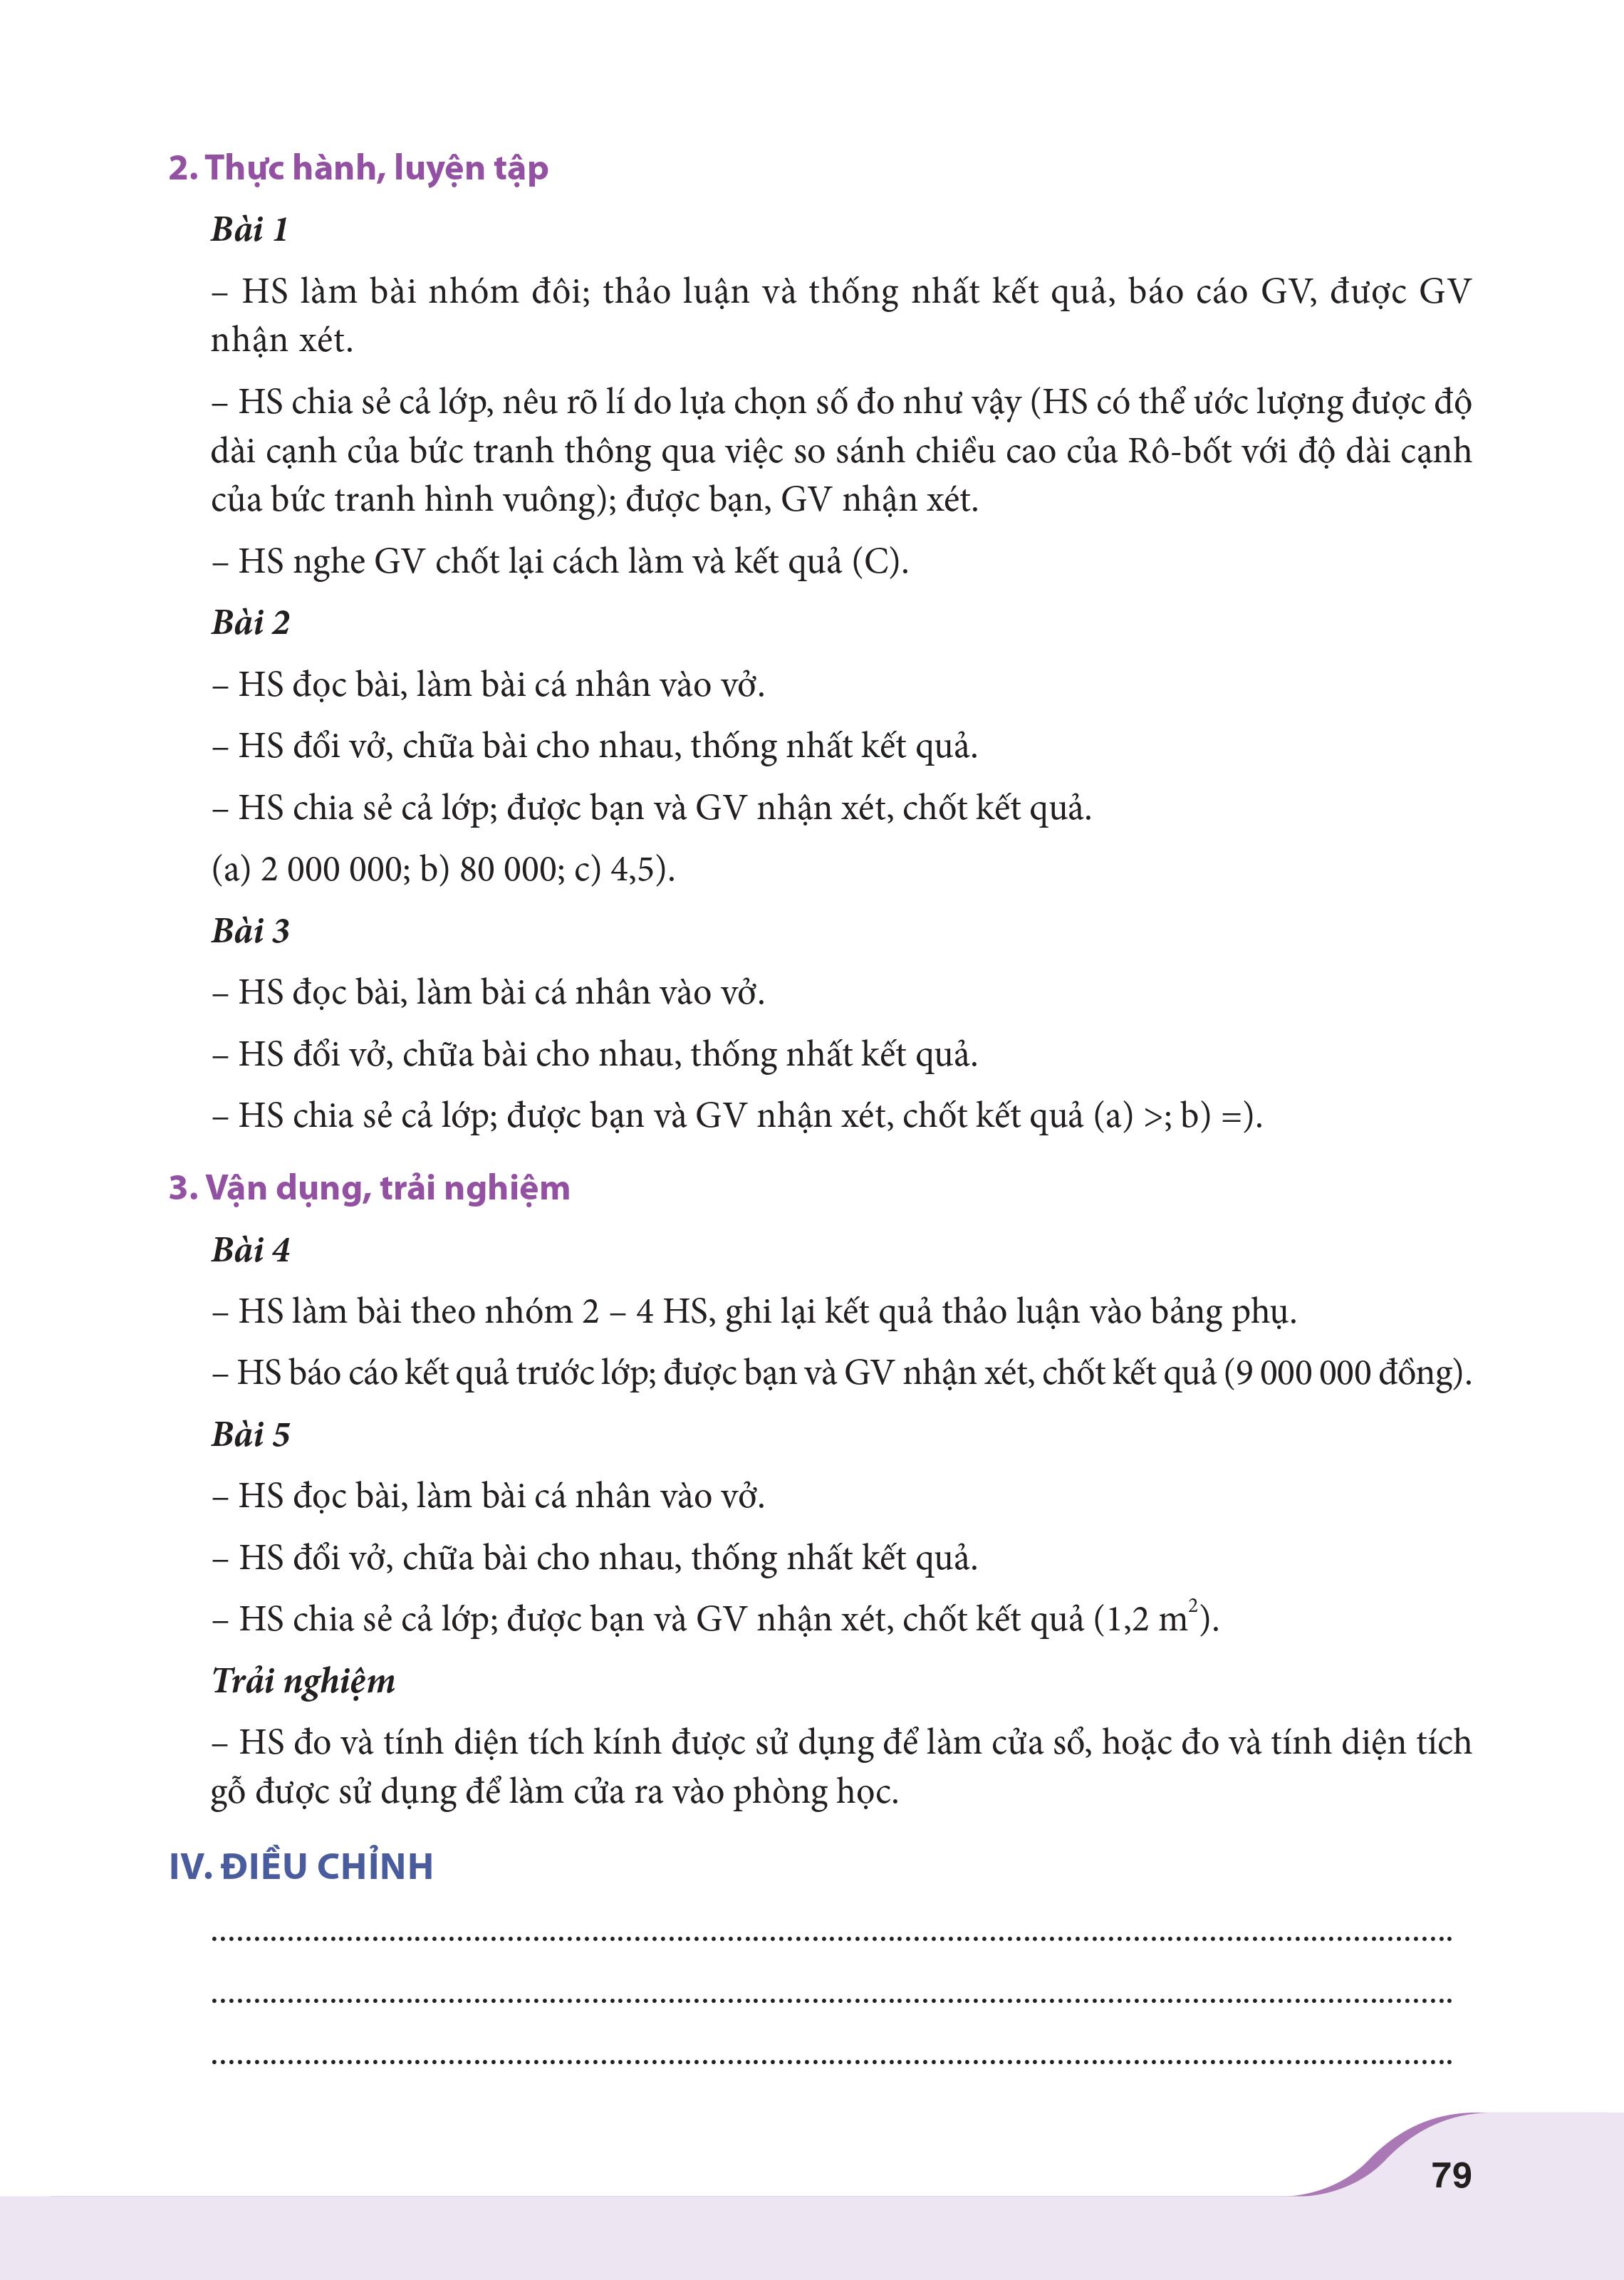 2. Thực hành, luyện tập
Bài 1
– HS làm bài nhóm đôi; thảo luận và thống nhất kết quả, báo cáo GV, được GV
nhận xét.
– HS chia sẻ cả lớp, nêu rõ lí do lựa chọn số đo như vậy (HS có thể ước lượng được độ
dài cạnh của bức tranh thông qua việc so sánh chiều cao của Rô-bốt với độ dài cạnh
của bức tranh hình vuông); được bạn, GV nhận xét.
– HS nghe GV chốt lại cách làm và kết quả (C).
Bài 2
– HS đọc bài, làm bài cá nhân vào vở.
– HS đổi vở, chữa bài cho nhau, thống nhất kết quả.
– HS chia sẻ cả lớp; được bạn và GV nhận xét, chốt kết quả.
(a) 2 000 000; b) 80 000; c) 4,5).
Bài 3
– HS đọc bài, làm bài cá nhân vào vở.
– HS đổi vở, chữa bài cho nhau, thống nhất kết quả.
– HS chia sẻ cả lớp; được bạn và GV nhận xét, chốt kết quả (a) >; b) =).
3. Vận dụng, trải nghiệm
Bài 4
– HS làm bài theo nhóm 2 – 4 HS, ghi lại kết quả thảo luận vào bảng phụ.
– HS báo cáo kết quả trước lớp; được bạn và GV nhận xét, chốt kết quả (9 000 000 đồng).
Bài 5
– HS đọc bài, làm bài cá nhân vào vở.
– HS đổi vở, chữa bài cho nhau, thống nhất kết quả.
– HS chia sẻ cả lớp; được bạn và GV nhận xét, chốt kết quả (1,2 m²).
Trải nghiệm
– HS đo và tính diện tích kính được sử dụng để làm cửa sổ, hoặc đo và tính diện tích
gỗ được sử dụng để làm cửa ra vào phòng học.
IV. ĐIỀU CHỈNH
79